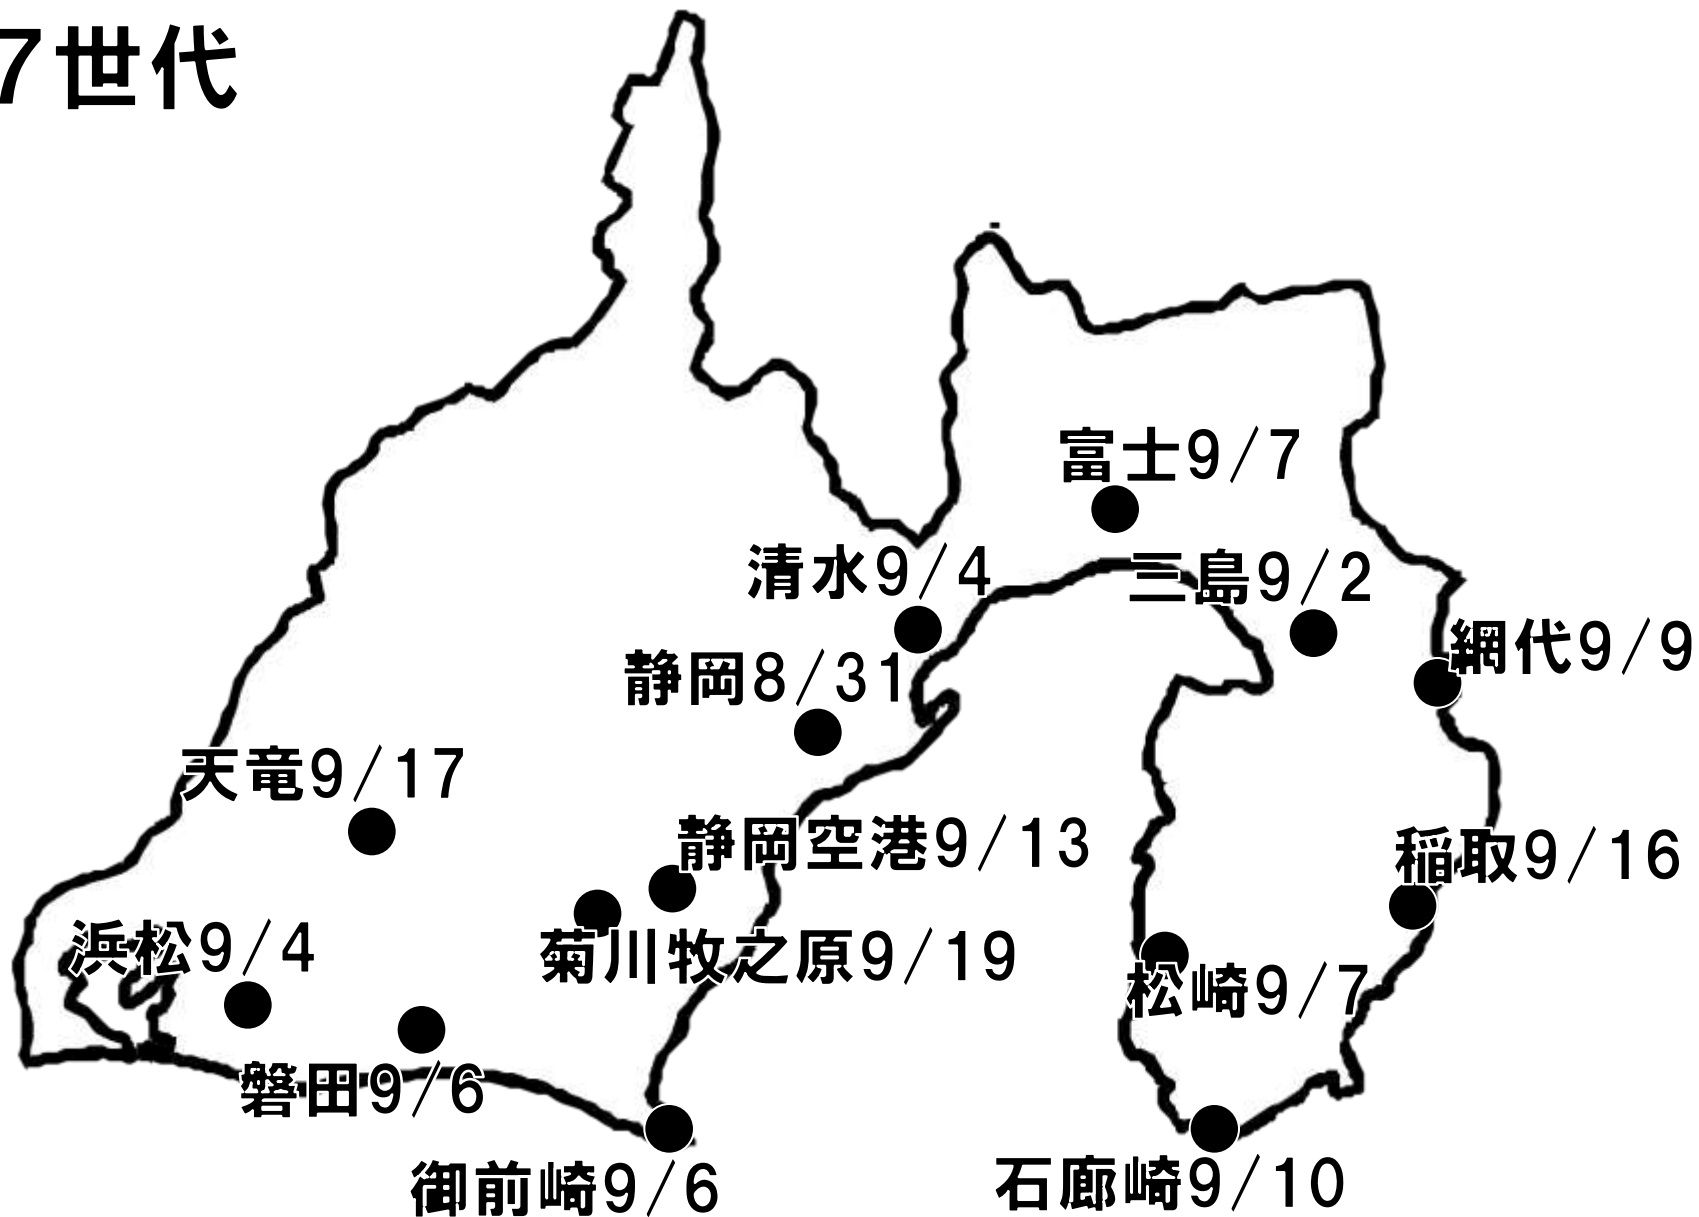 7世代
富士9/7
清水9/4
三島9/2
網代9/9
静岡8/31
天竜9/17
静岡空港9/13
稲取9/16
浜松9/4
菊川牧之原9/19
松崎9/7
磐田9/6
御前崎9/6
石廊崎9/10